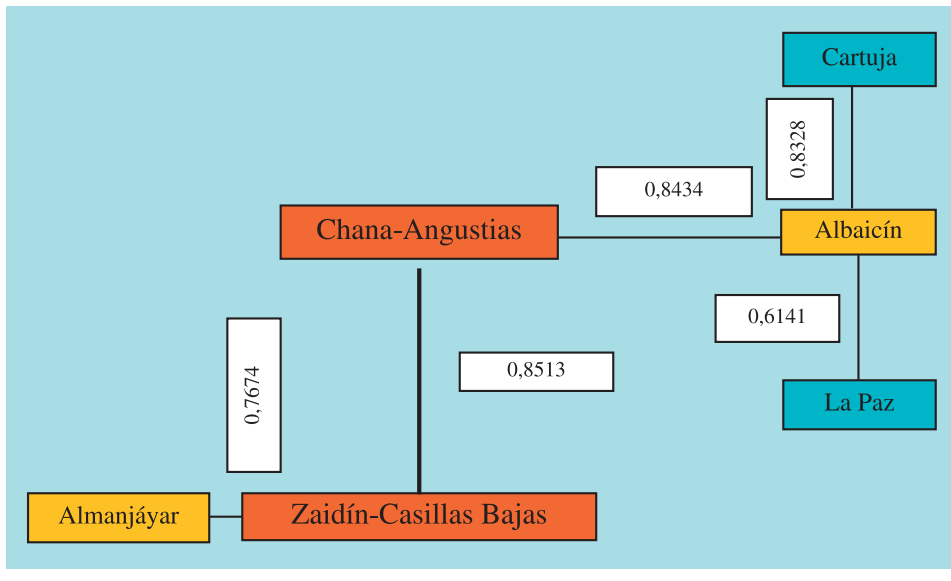 Cartuja
0,8328
0,8434
Chana-Angustias
Albaicín
0,6141
0,7674
0,8513
La Paz
Almanjáyar
Zaidín-Casillas Bajas